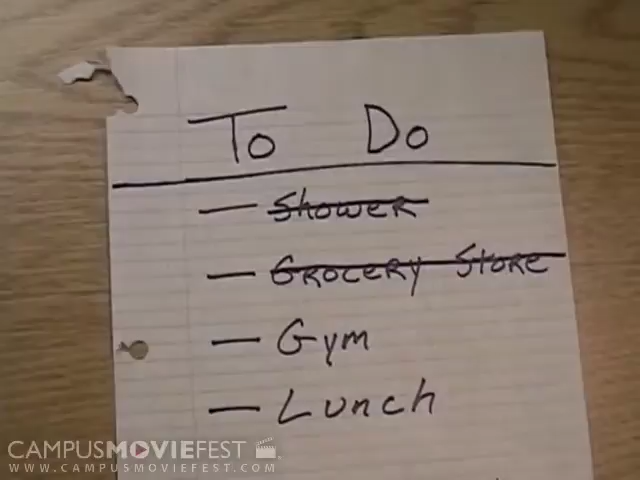 To Do
— Shower
— Grocery Store
— Gym
— Lunch
CAMPUSMOVIEFEST
WWW.CAMPUSMOVIEFEST.COM